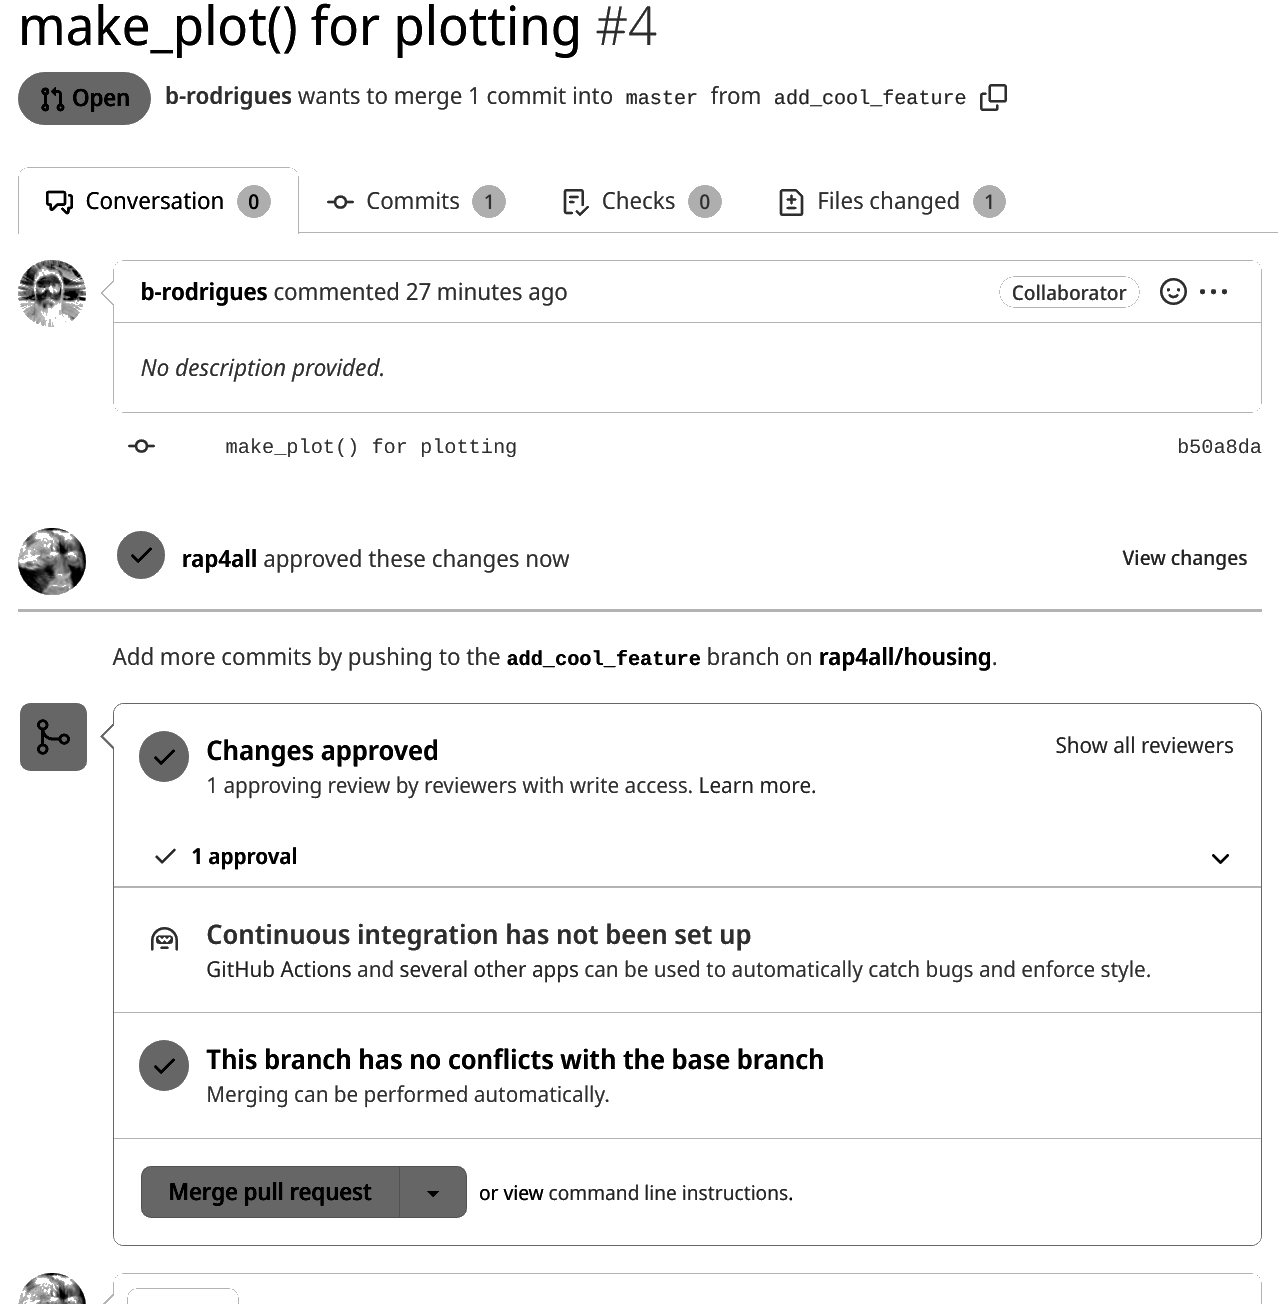 make_plot() for plotting #4
Open b-rodrigues wants to merge 1 commit into master from add_cool_feature
Conversation 0 Commits 1 Checks 0 Files changed 1
b-rodrigues commented 27 minutes ago Collaborator
No description provided.
make_plot() for plotting b50a8da
rap4all approved these changes now View changes
Add more commits by pushing to the add_cool_feature branch on rap4all/housing.
Changes approved Show all reviewers
1 approving review by reviewers with write access. Learn more.
1 approval
Continuous integration has not been set up
GitHub Actions and several other apps can be used to automatically catch bugs and enforce style.
This branch has no conflicts with the base branch
Merging can be performed automatically.
Merge pull request or view command line instructions.